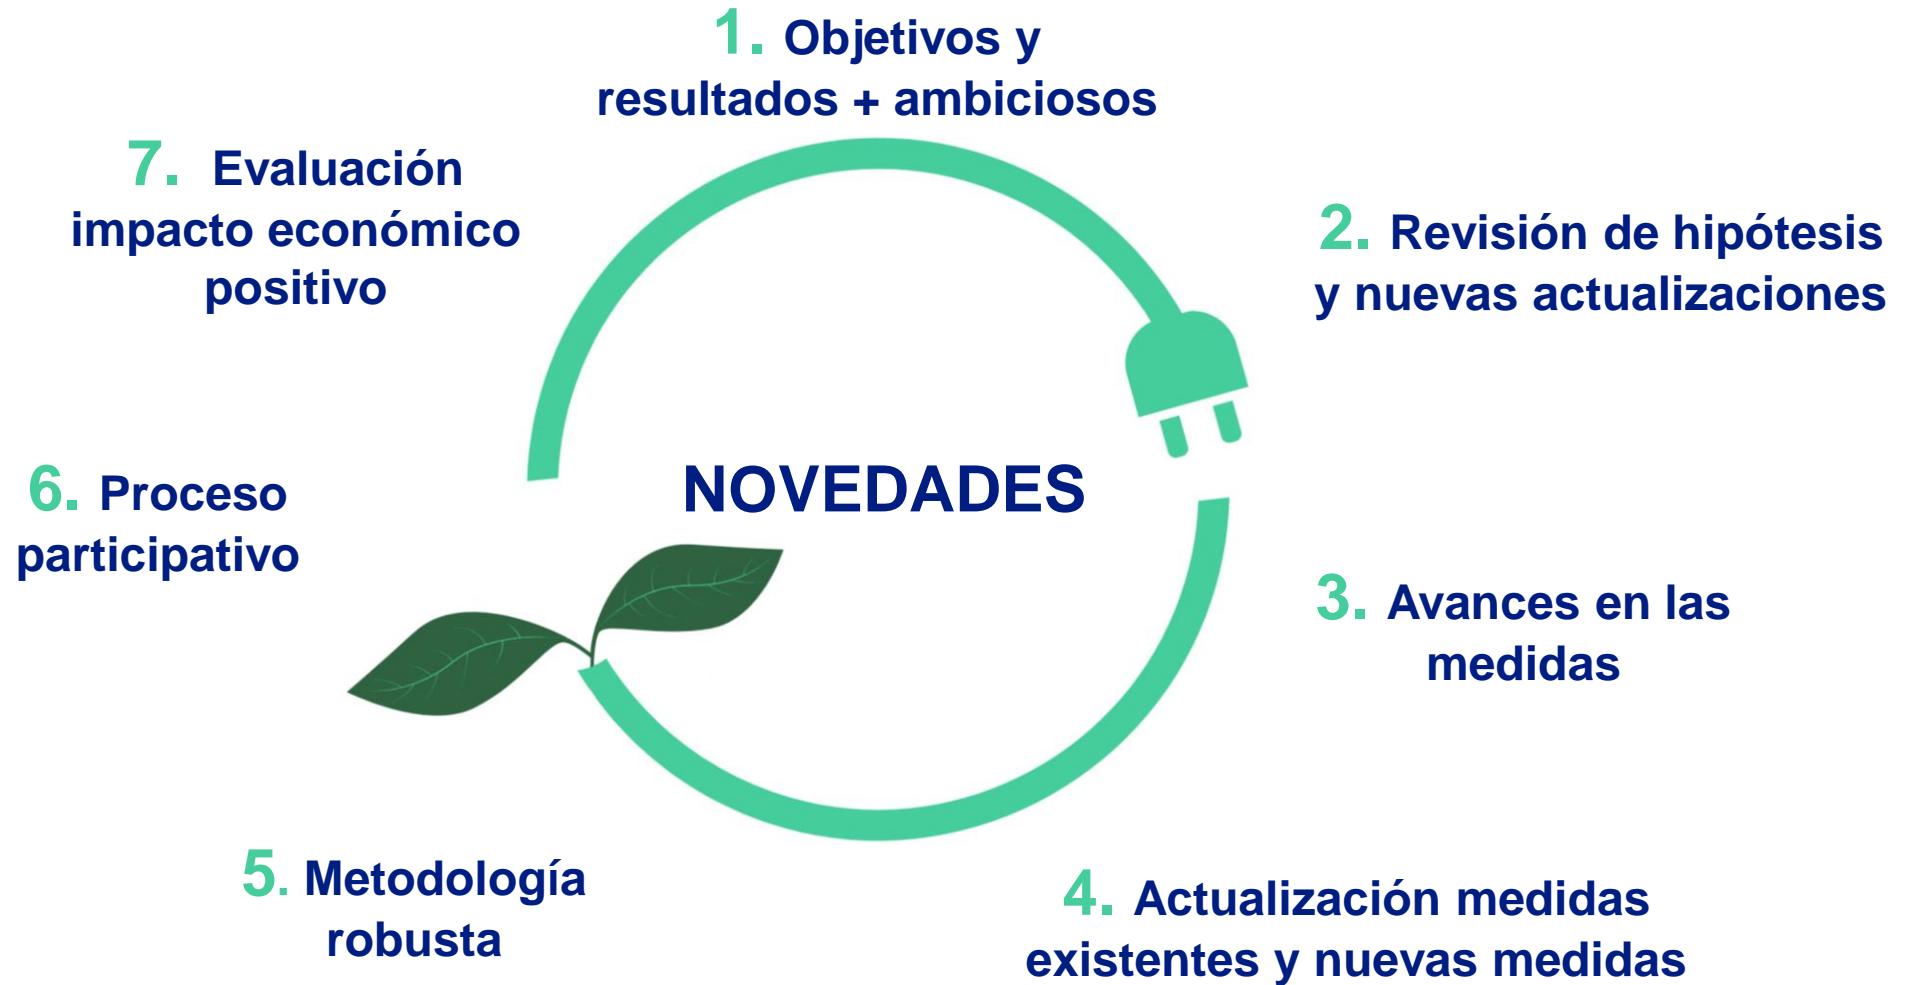 1. Objetivos y
resultados + ambiciosos
2. Revisión de hipótesis
y nuevas actualizaciones
3. Avances en las
medidas
4. Actualización medidas
existentes y nuevas medidas
5. Metodología
robusta
6. Proceso
participativo
7. Evaluación
impacto económico
positivo
NOVEDADES